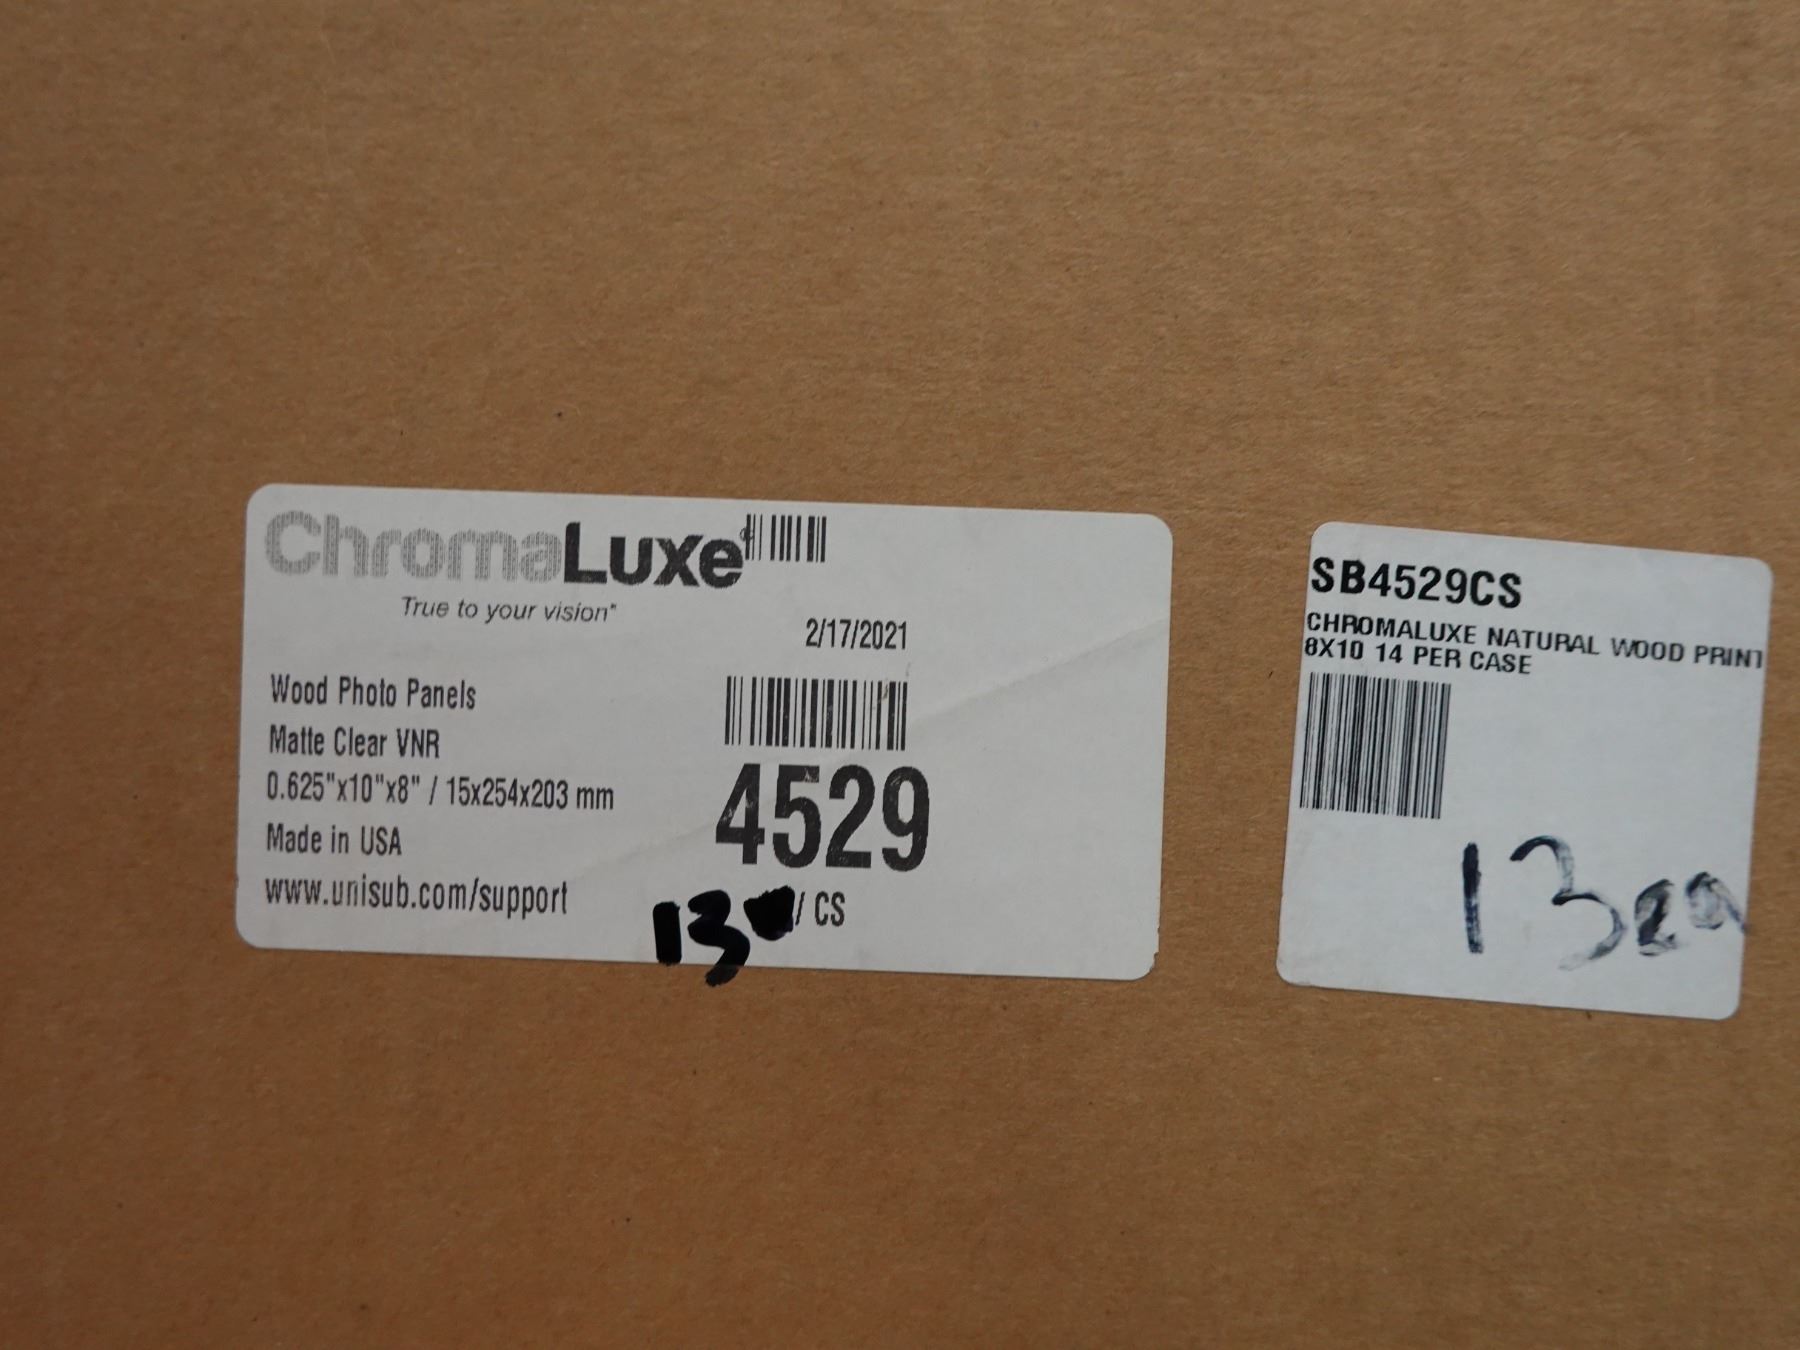 ChromaLuxe
True to your vision
2/17/2021
Wood Photo Panels
Matte Clear VNR
0.625"x10"x8" / 15x254x203 mm
Made in USA
www.unisub.com/support
4529
13 / CS
SB4529CS
CHROMALUXE NATURAL WOOD PRINT
8X10 14 PER CASE
13ea